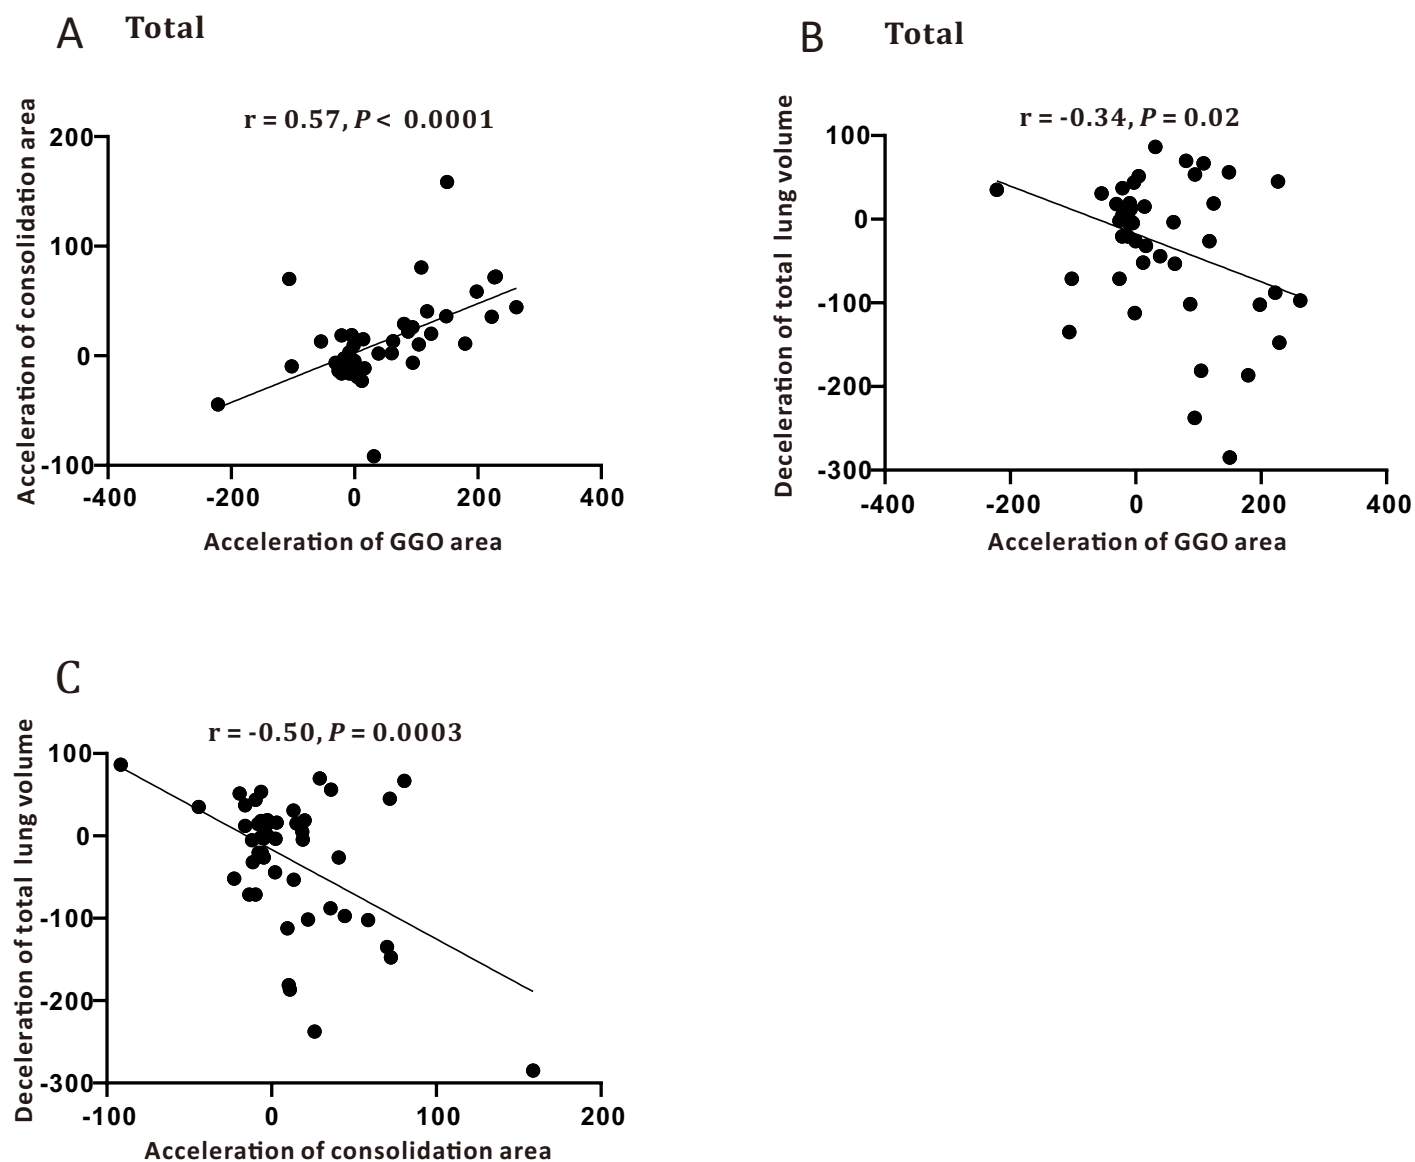 A Total
r = 0.57, P < 0.0001
Acceleration of consolidation area
200
100
0
-100
-400 -200 0 200 400
Acceleration of GGO area
B Total
r = -0.34, P = 0.02
Deceleration of total lung volume
100
0
-100
-200
-300
-400 -200 0 200 400
Acceleration of GGO area
C
r = -0.50, P = 0.0003
Deceleration of total lung volume
100
0
-100
-200
-300
-100 0 100 200
Acceleration of consolidation area